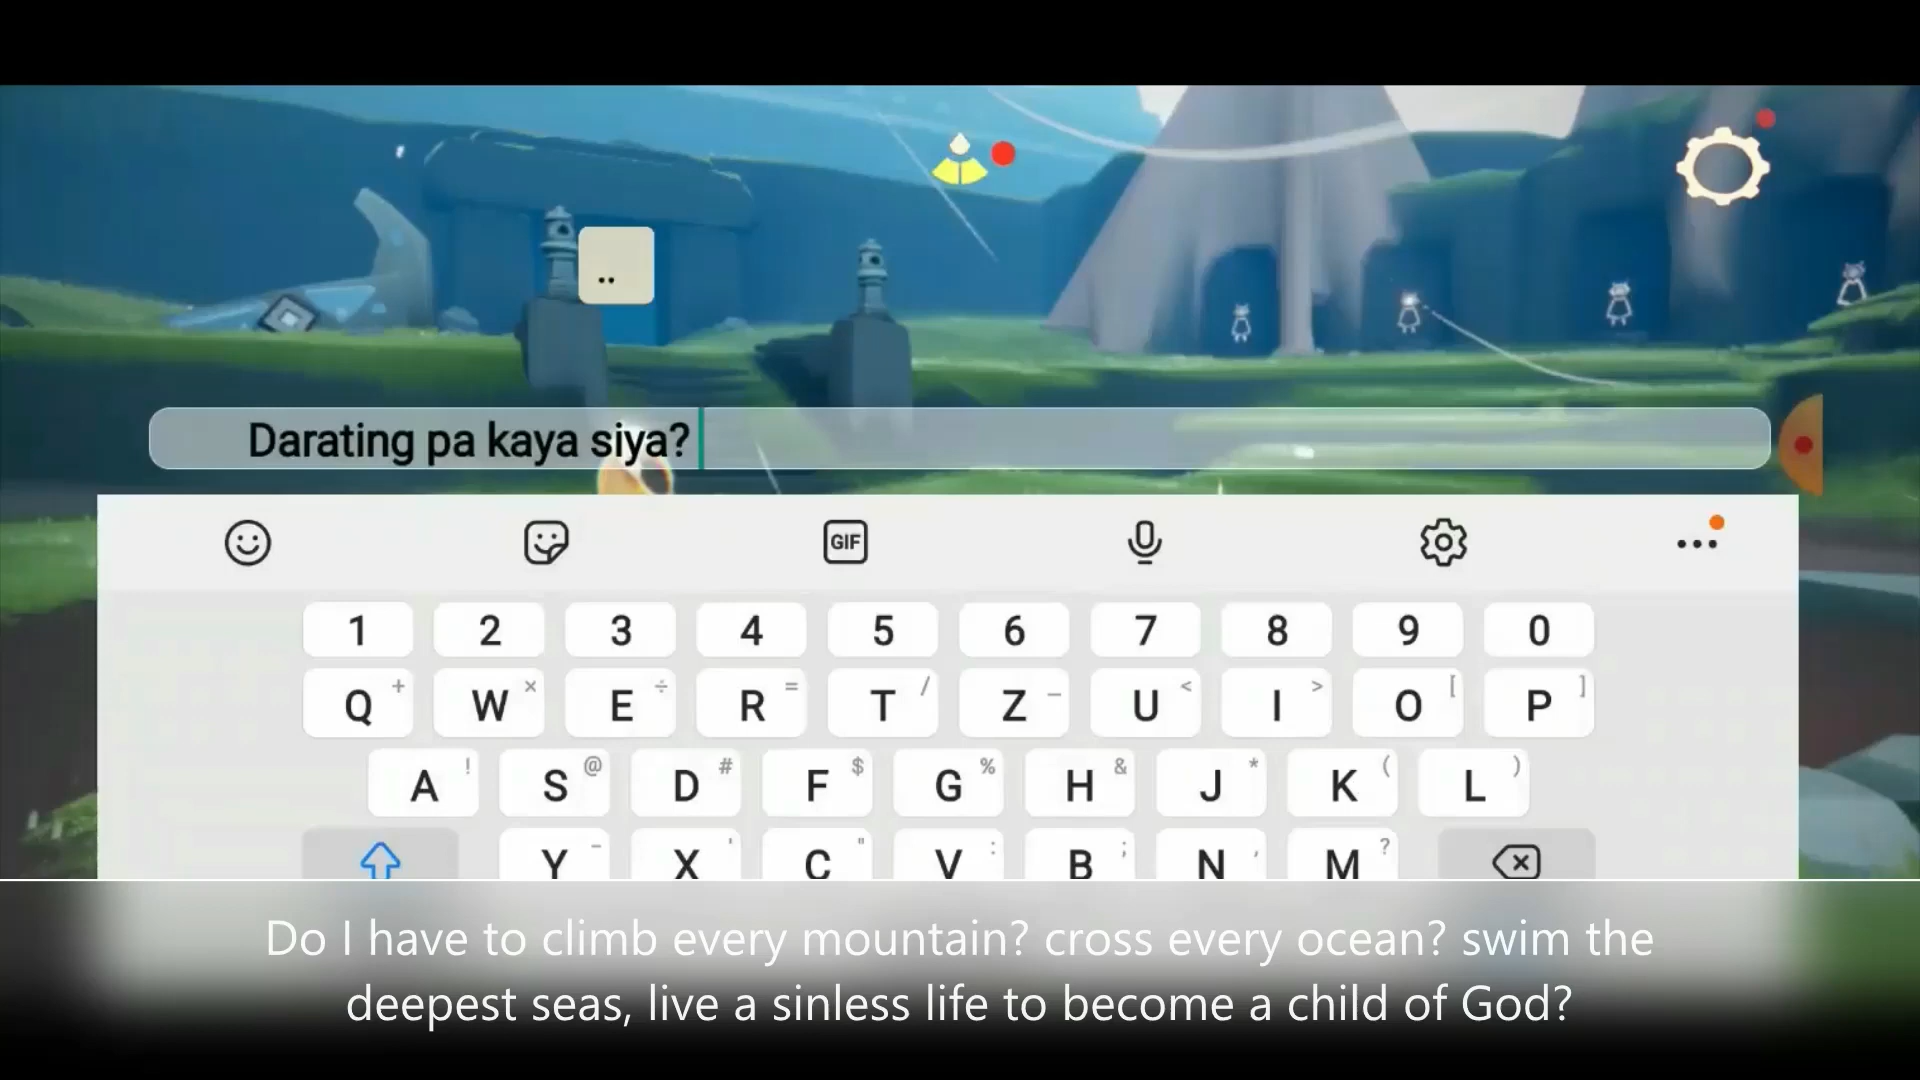 ..
Darating pa kaya siya?
GIF
1 2 3 4 5 6 7 8 9 0
Q + W × E ÷ R = T / Z _ U < I > O [ P ]
A ! S @ D # F $ G % H & J * K ( L )
Y - X ' C " V : B ; N , M ?
Do I have to climb every mountain? cross every ocean? swim the
deepest seas, live a sinless life to become a child of God?